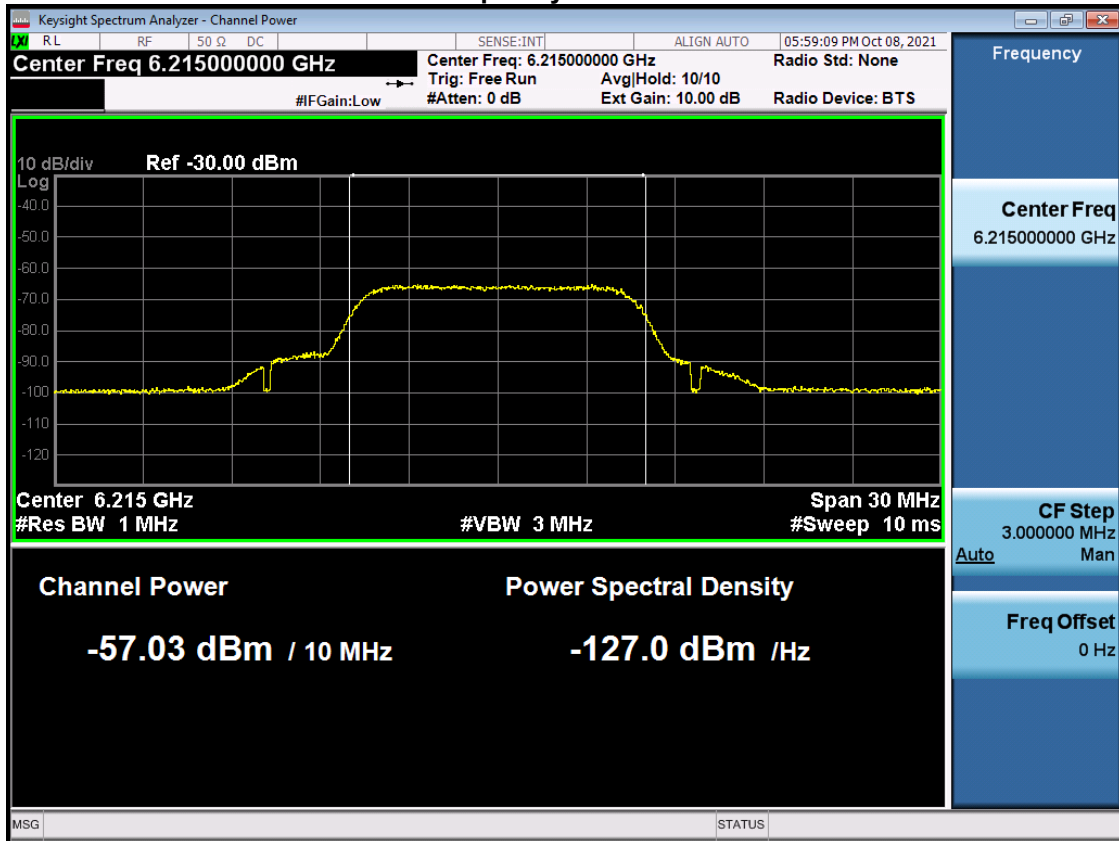 Keysight Spectrum Analyzer - Channel Power
LXI RL RF 50 Ω DC SENSE:INT ALIGN AUTO 05:59:09 PM Oct 08, 2021
Center Freq 6.215000000 GHz
Center Freq: 6.215000000 GHz Radio Std: None
Trig: Free Run Avg|Hold: 10/10
#IFGain:Low #Atten: 0 dB Ext Gain: 10.00 dB Radio Device: BTS
Frequency
10 dB/div Ref -30.00 dBm
Log
-40.0
-50.0
-60.0
-70.0
-80.0
-90.0
-100
-110
-120
Center 6.215 GHz Span 30 MHz
#Res BW 1 MHz #VBW 3 MHz #Sweep 10 ms
Center Freq
6.215000000 GHz
CF Step
3.000000 MHz
Auto Man
Freq Offset
0 Hz
Channel Power Power Spectral Density
-57.03 dBm / 10 MHz -127.0 dBm /Hz
MSG STATUS